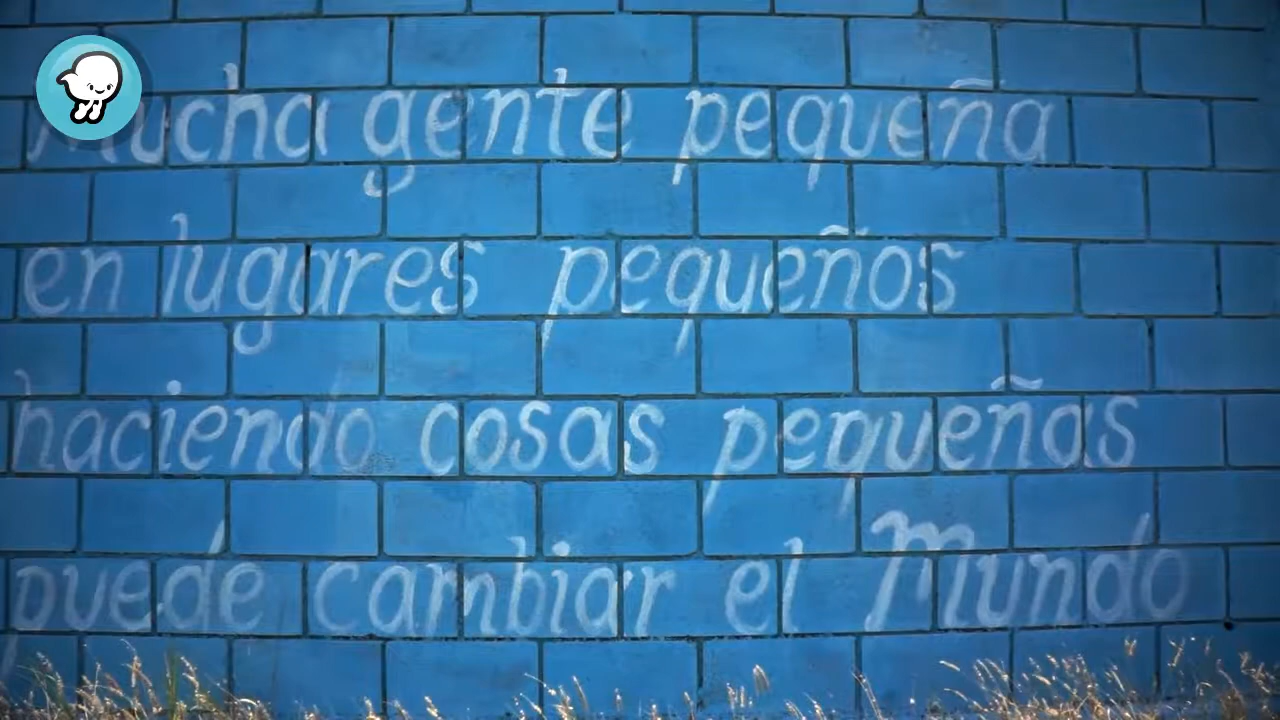 Mucha gente pequeña
en lugares pequeños
haciendo cosas pequeñas
puede cambiar el Mundo